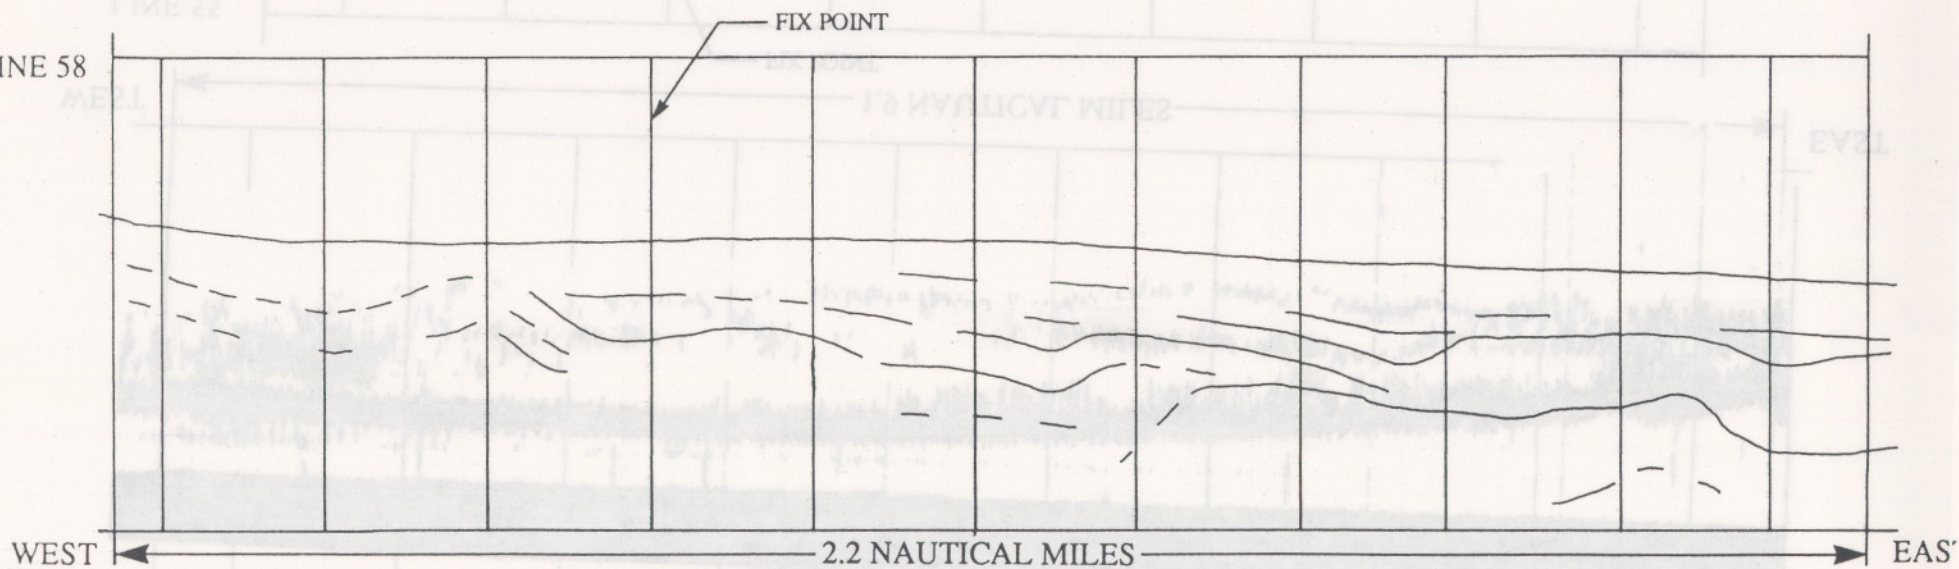 FIX POINT
INE 58
WEST
2.2 NAUTICAL MILES
EAS